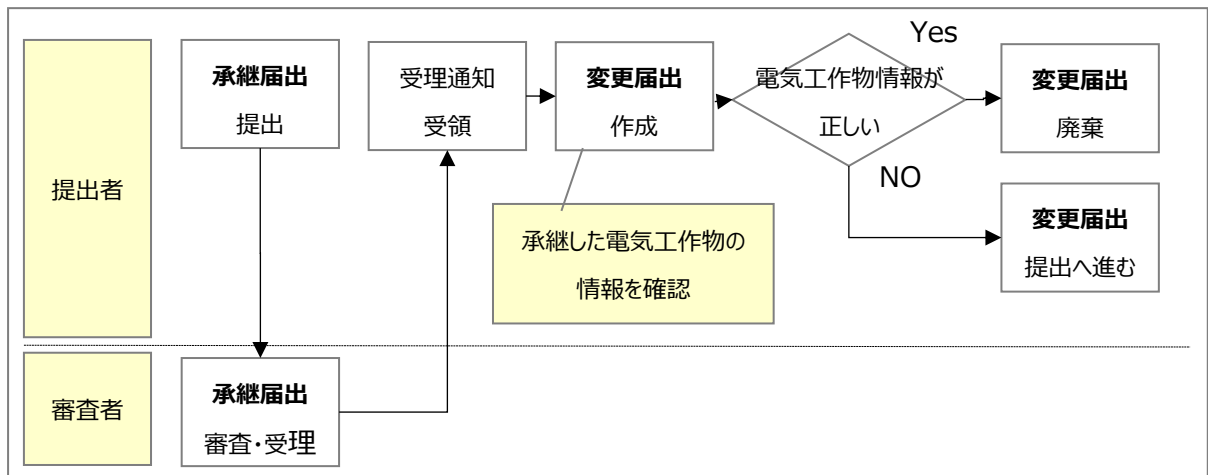 提出者
承継届出
提出
受理通知
受領
変更届出
作成
電気工作物情報が
正しい
Yes
変更届出
廃棄
NO
変更届出
提出へ進む
承継した電気工作物の
情報を確認
審査者
承継届出
審査・受理